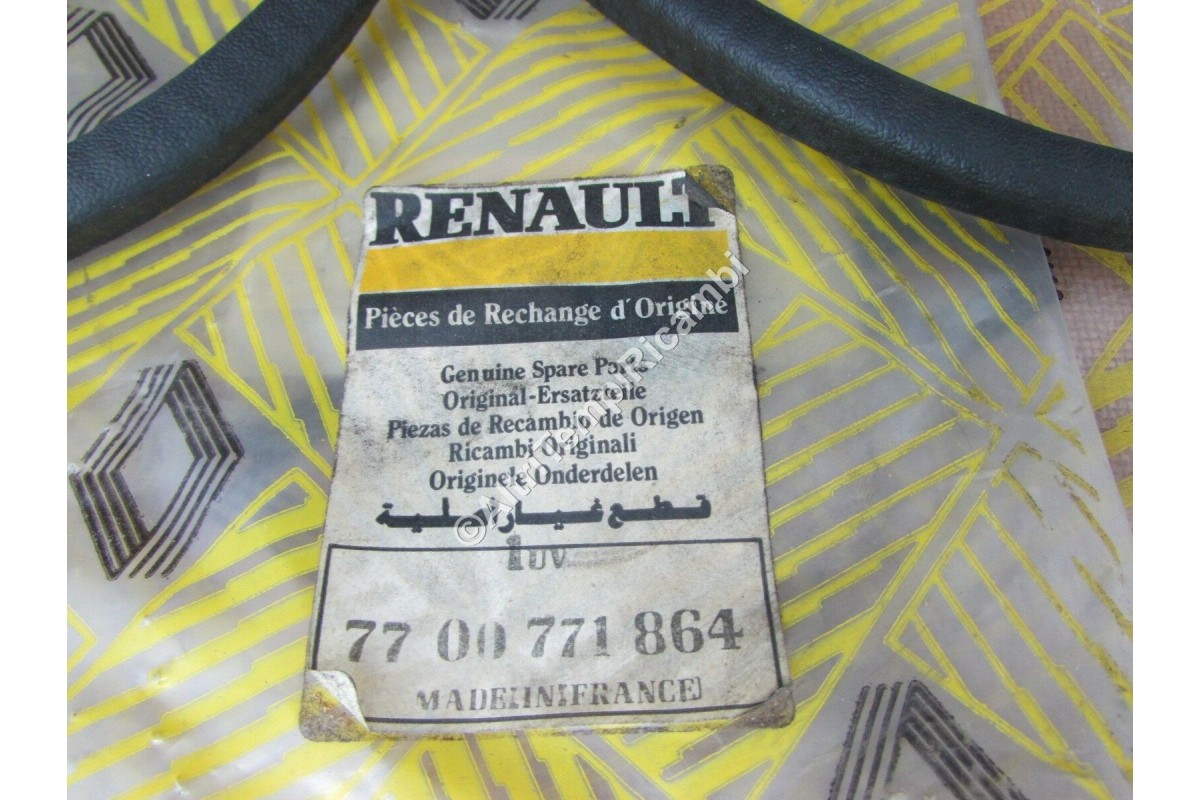 RENAULT
Pièces de Rechange d'Origine
Genuine Spare Parts
Original-Ersatzteile
Piezas de Recambio de Origen
Ricambi Originali
Originele Onderdelen
قطع غيار أصلية
1UV
77 00 771 864
MADE IN FRANCE
©AltriTempiRicambi